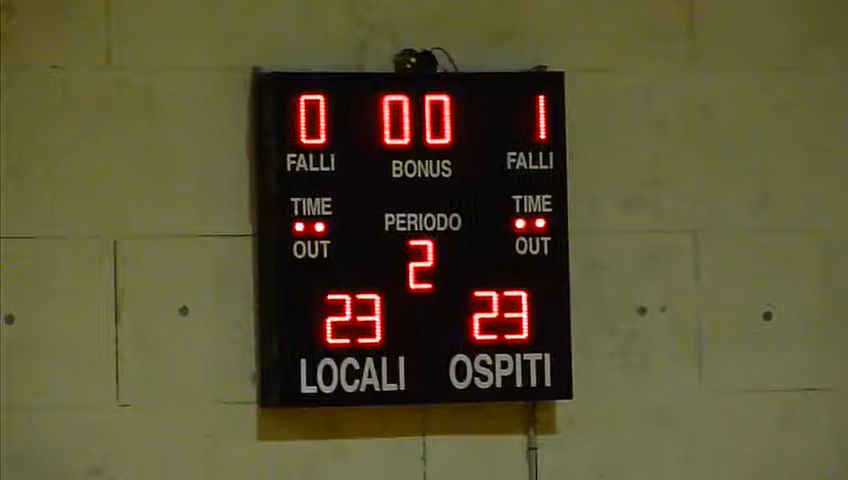 0 00 1
FALLI BONUS FALLI
TIME PERIODO TIME
OUT 2 OUT
23 23
LOCALI OSPITI